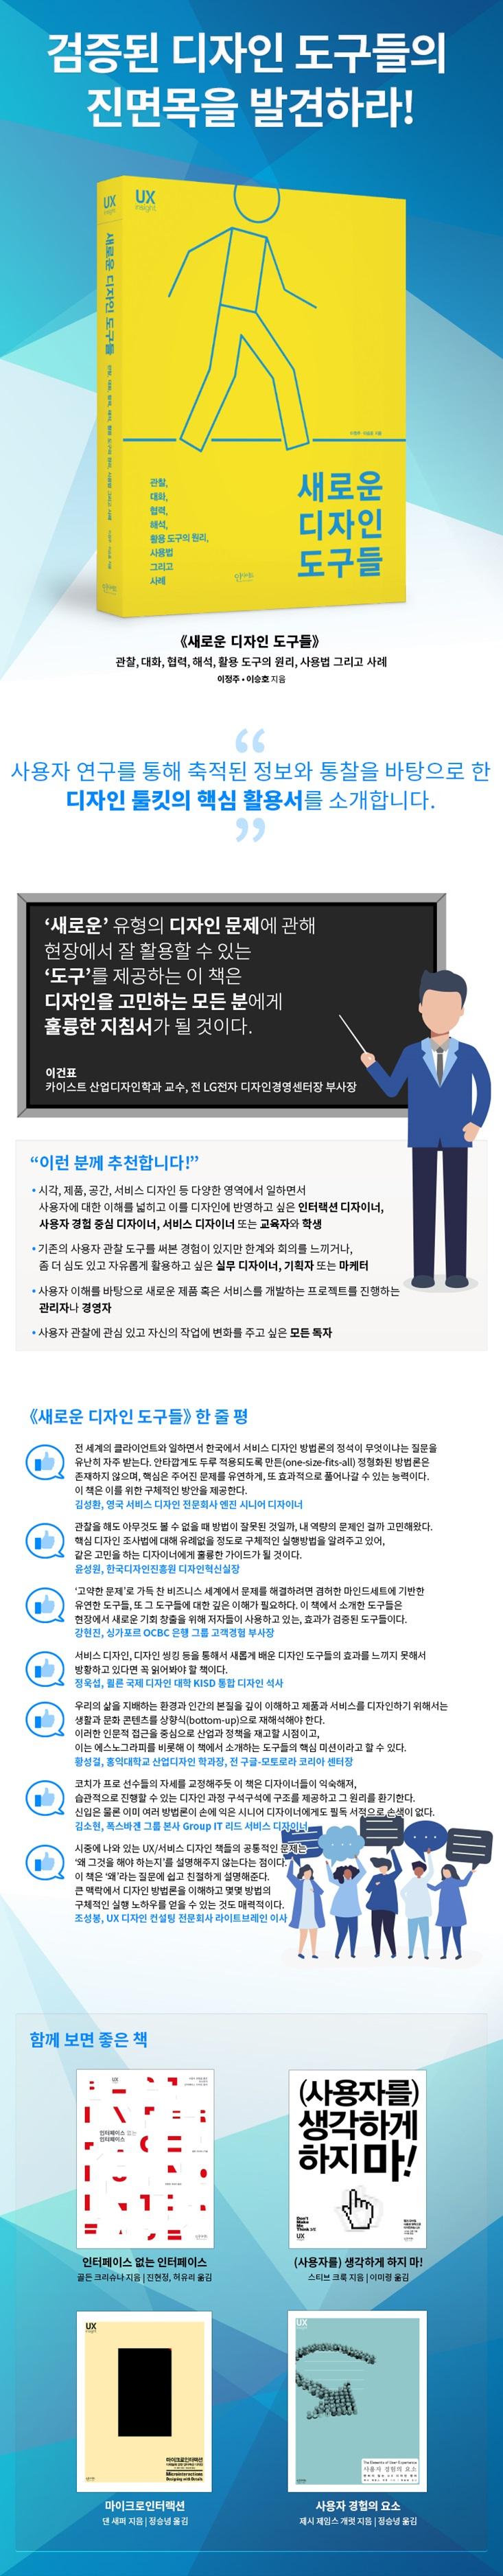 검증된 디자인 도구들의
진면목을 발견하라!
UX
insight
새로운 디자인 도구들
UX
insight
관찰,
대화,
협력,
해석,
활용 도구의 원리,
사용법
그리고
사례
새로운
디자인
도구들
《새로운 디자인 도구들》
관찰, 대화, 협력, 해석, 활용 도구의 원리, 사용법 그리고 사례
이정주 • 이승호 지음
“
사용자 연구를 통해 축적된 정보와 통찰을 바탕으로 한
디자인 툴킷의 핵심 활용서를 소개합니다.
”
‘새로운’ 유형의 디자인 문제에 관해
현장에서 잘 활용할 수 있는
‘도구’를 제공하는 이 책은
디자인을 고민하는 모든 분에게
훌륭한 지침서가 될 것이다.
이건표
카이스트 산업디자인학과 교수, 전 LG전자 디자인경영센터장 부사장
“이런 분께 추천합니다!”
• 시각, 제품, 공간, 서비스 디자인 등 다양한 영역에서 일하면서
사용자에 대한 이해를 넓히고 이를 디자인에 반영하고 싶은 인터랙션 디자이너,
사용자 경험 중심 디자이너, 서비스 디자이너 또는 교육자와 학생
• 기존의 사용자 관찰 도구를 써본 경험이 있지만 한계와 회의를 느끼거나,
좀 더 심도 있고 자유롭게 활용하고 싶은 실무 디자이너, 기획자 또는 마케터
• 사용자 이해를 바탕으로 새로운 제품 혹은 서비스를 개발하는 프로젝트를 진행하는
관리자나 경영자
• 사용자 관찰에 관심 있고 자신의 작업에 변화를 주고 싶은 모든 독자
《새로운 디자인 도구들》 한 줄 평
전 세계의 클라이언트와 일하면서 한국에서 서비스 디자인 방법론의 정석이 무엇이냐는 질문을
유난히 자주 받는다. 안타깝게도 두루 적용되도록 만든(one-size-fits-all) 정형화된 방법론은
존재하지 않으며, 핵심은 주어진 문제를 유연하게, 또 효과적으로 풀어나갈 수 있는 능력이다.
이 책은 이를 위한 구체적인 방안을 제공한다.
김성환, 영국 서비스 디자인 전문회사 엔진 시니어 디자이너
관찰을 해도 아무것도 볼 수 없을 때 방법이 잘못된 것일까, 내 역량의 문제인 걸까 고민해왔다.
핵심 디자인 조사법에 대해 유례없을 정도로 구체적인 실행방법을 알려주고 있어,
같은 고민을 하는 디자이너에게 훌륭한 가이드가 될 것이다.
윤성원, 한국디자인진흥원 디자인혁신실장
‘고약한 문제’로 가득 찬 비즈니스 세계에서 문제를 해결하려면 겸허한 마인드세트에 기반한
유연한 도구들, 또 그 도구들에 대한 깊은 이해가 필요하다. 이 책에서 소개한 도구들은
현장에서 새로운 기회 창출을 위해 저자들이 사용하고 있는, 효과가 검증된 도구들이다.
강현진, 싱가포르 OCBC 은행 그룹 고객경험 부사장
서비스 디자인, 디자인 씽킹 등을 통해서 새롭게 배운 디자인 도구들의 효과를 느끼지 못해서
방황하고 있다면 꼭 읽어봐야 할 책이다.
정욱섭, 쾰른 국제 디자인 대학 KISD 통합 디자인 석사
우리의 삶을 지배하는 환경과 인간의 본질을 깊이 이해하고 제품과 서비스를 디자인하기 위해서는
생활과 문화 콘텐츠를 상향식(bottom-up)으로 재해석해야 한다.
이러한 인문적 접근을 중심으로 산업과 정책을 재고할 시점이고,
이는 에스노그라피를 비롯해 이 책에서 소개하는 도구들의 핵심 미션이라고 할 수 있다.
황성걸, 홍익대학교 산업디자인 학과장, 전 구글-모토로라 코리아 센터장
코치가 프로 선수들의 자세를 교정해주듯 이 책은 디자이너들이 익숙해져,
습관적으로 진행할 수 있는 디자인 과정 구석구석에 구조를 제공하고 그 원리를 환기한다.
신입은 물론 이미 여러 방법론이 손에 익은 시니어 디자이너에게도 필독 서적으로 손색이 없다.
김소현, 폭스바겐 그룹 본사 Group IT 리드 서비스 디자이너
시중에 나와 있는 UX/서비스 디자인 책들의 공통적인 문제는
‘왜 그것을 해야 하는지’를 설명해주지 않는다는 점이다.
이 책은 ‘왜’라는 질문에 쉽고 친절하게 설명해준다.
큰 맥락에서 디자인 방법론을 이해하고 몇몇 방법의
구체적인 실행 노하우를 얻을 수 있는 것도 매력적이다.
조성봉, UX 디자인 컨설팅 전문회사 라이트브레인 이사
함께 보면 좋은 책
인터페이스 없는
인터페이스
(사용자를)
생각하게
하지 마!
Don't
Make
Me
Think
UX
인터페이스 없는 인터페이스
골든 크리슈나 지음 | 진현정, 허유리 옮김
(사용자를) 생각하게 하지 마!
스티브 크룩 지음 | 이미령 옮김
UX
insight
마이크로인터랙션
Microinteractions
Designing with Details
UX
insight
The Elements of User Experience
사용자 경험의 요소
마이크로인터랙션
댄 새퍼 지음 | 정승녕 옮김
사용자 경험의 요소
제시 제임스 개럿 지음 | 정승녕 옮김